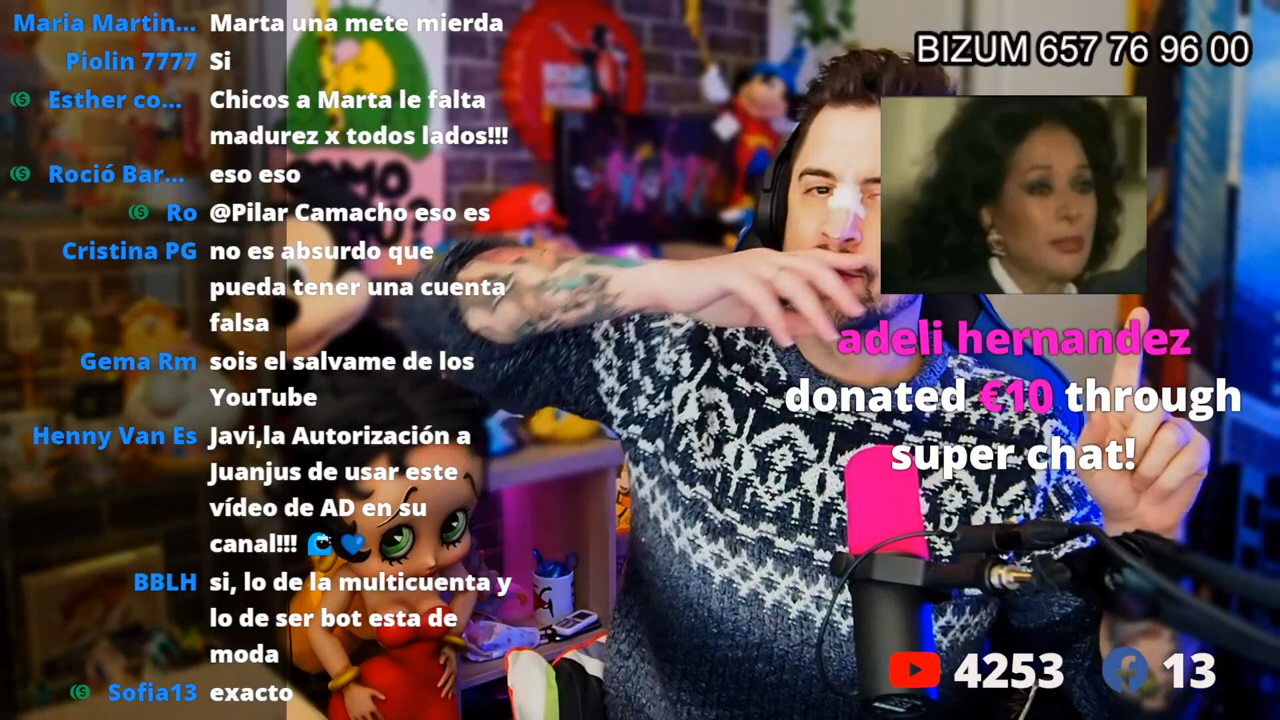 Maria Martin... Marta una mete mierda
Piolin 7777 Si
Esther co... Chicos a Marta le falta
madurez x todos lados!!!
Roció Bar... eso eso
Ro @Pilar Camacho eso es
Cristina PG no es absurdo que
pueda tener una cuenta
falsa
Gema Rm sois el salvame de los
YouTube
Henny Van Es Javi,la Autorización a
Juanjus de usar este
vídeo de AD en su
canal!!!
BBLH si, lo de la multicuenta y
lo de ser bot esta de
moda
Sofia13 exacto
BIZUM 657 76 96 00
adeli hernandez
donated €10 through
super chat!
4253 13